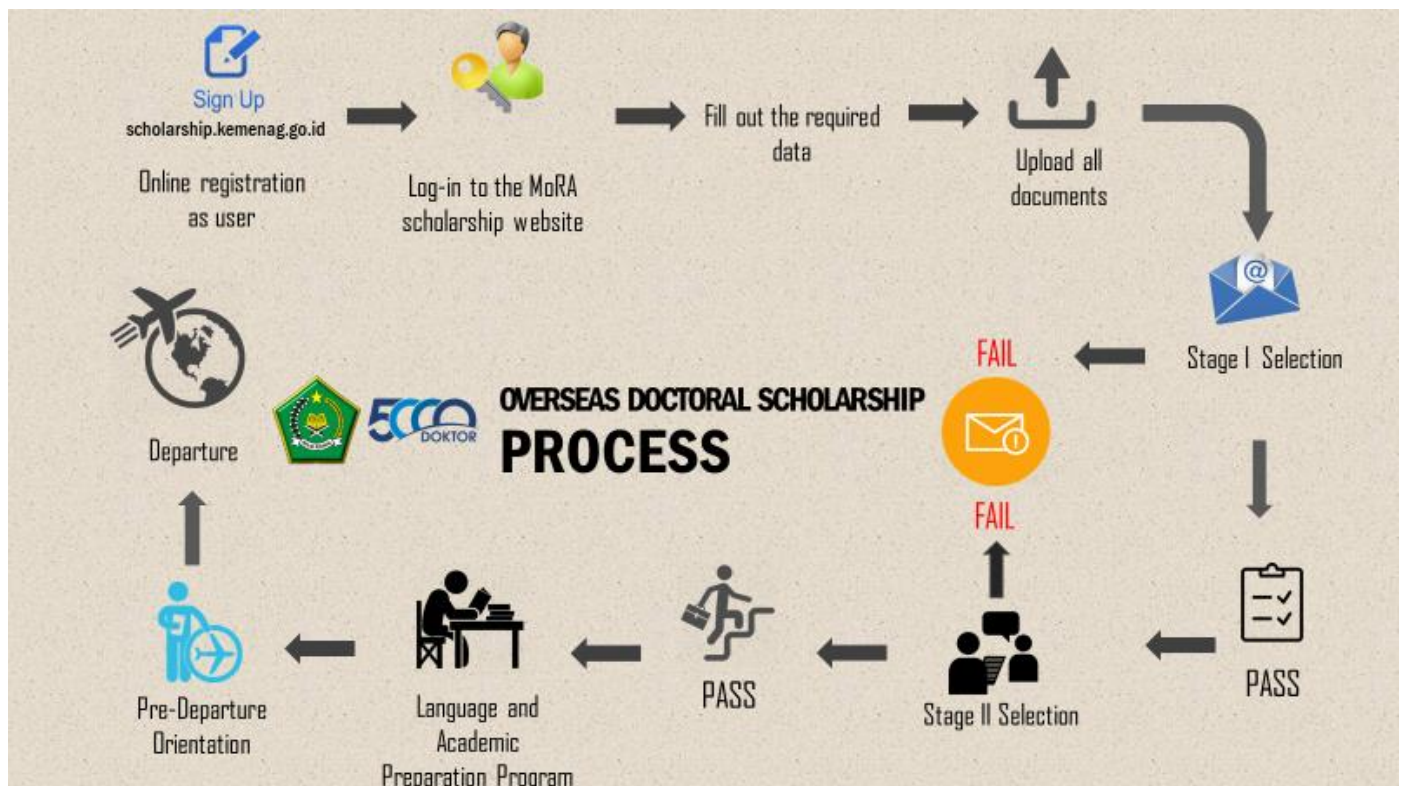 Sign Up
scholarship.kemenag.go.id
Online registration
as user
Log-in to the MoRA
scholarship website
Fill out the required
data
Upload all
documents
@
Stage I Selection
FAIL
FAIL
PASS
Stage II Selection
PASS
Language and
Academic
Preparation Program
Pre-Departure
Orientation
Departure
5000
DOKTOR
OVERSEAS DOCTORAL SCHOLARSHIP
PROCESS